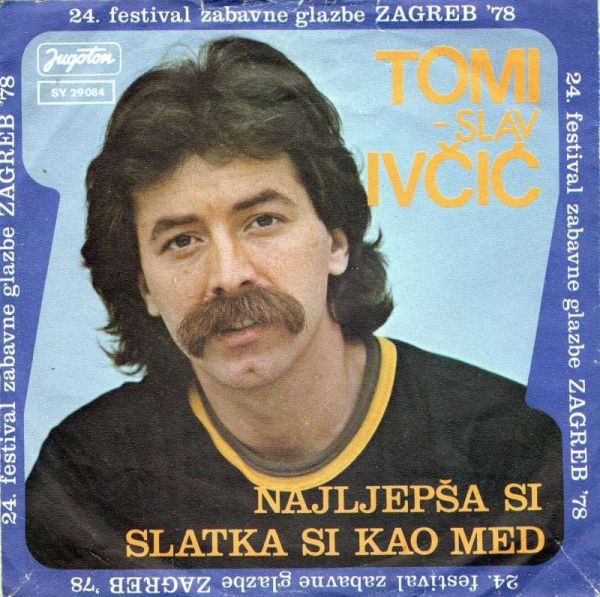 24. festival zabavne glazbe ZAGREB '78
Jugoton
SY 29084
TOMI
-SLAV
IVČIĆ
24. festival zabavne glazbe ZAGREB '78
24. festival zabavne glazbe ZAGREB '78
NAJLJEPŠA SI
SLATKA SI KAO MED
24. festival zabavne glazbe ZAGREB '78